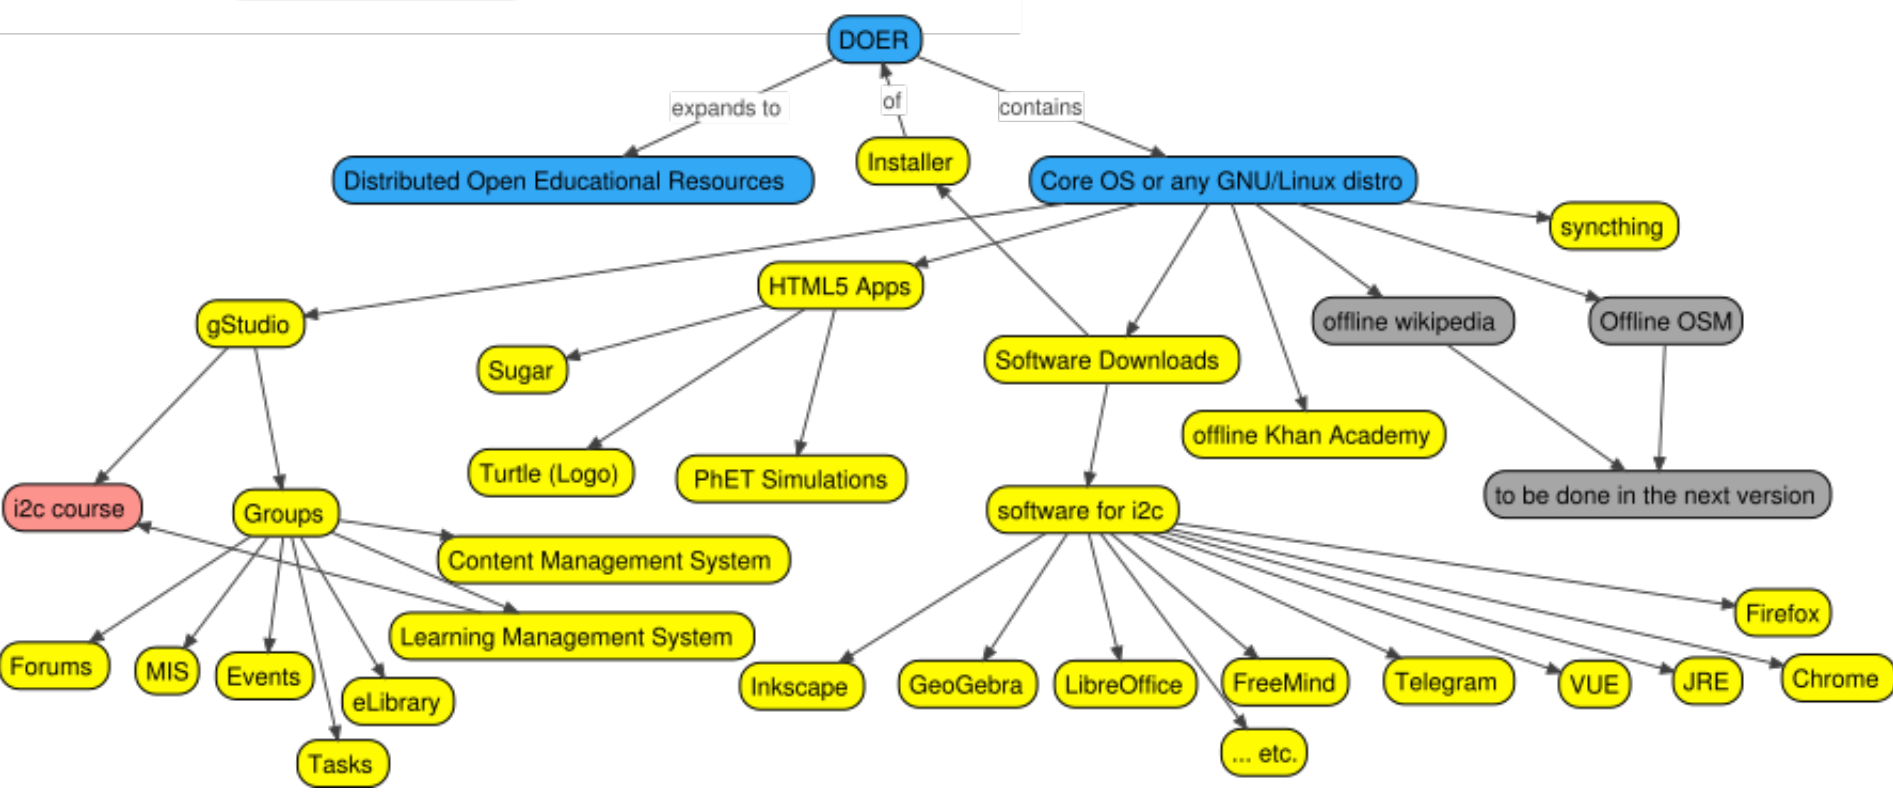 DOER
expands to
of
contains
Installer
Distributed Open Educational Resources
Core OS or any GNU/Linux distro
syncthing
HTML5 Apps
gStudio
offline wikipedia
Offline OSM
Sugar
Software Downloads
offline Khan Academy
Turtle (Logo)
PhET Simulations
to be done in the next version
i2c course
Groups
software for i2c
Content Management System
Learning Management System
Firefox
Forums
MIS
Events
eLibrary
Inkscape
GeoGebra
LibreOffice
FreeMind
Telegram
VUE
JRE
Chrome
... etc.
Tasks